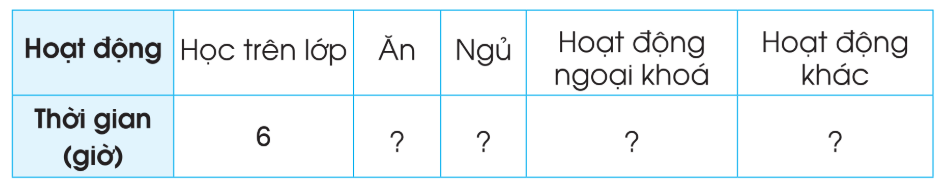 Hoạt động Học trên lớp Ăn Ngủ Hoạt động ngoại khoá Hoạt động khác
Thời gian (giờ) 6 ? ? ? ?